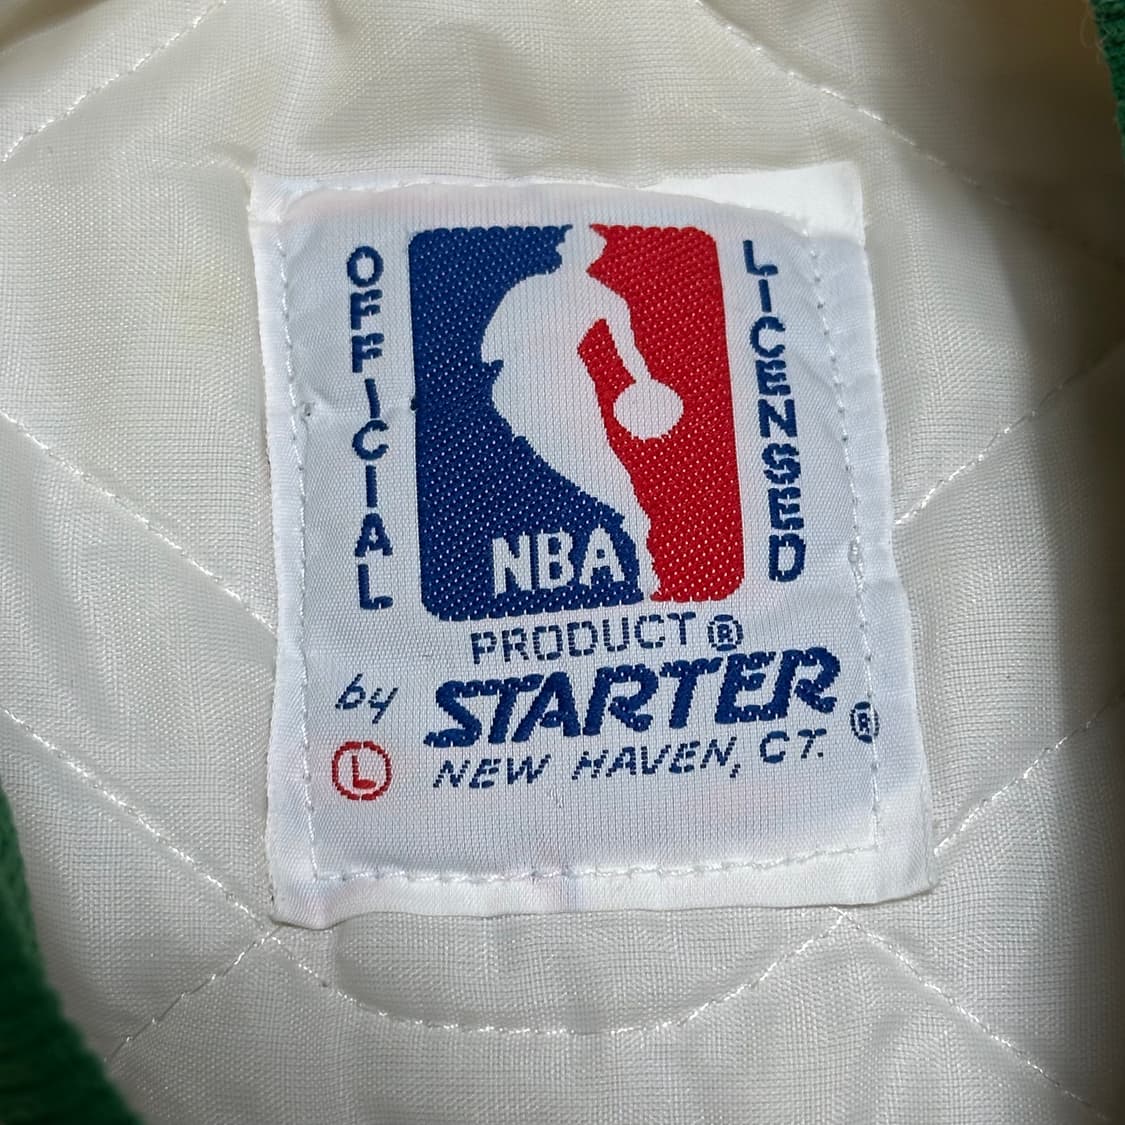 OFFICIAL
LICENSED
NBA
PRODUCT ®
by STARTER ®
Ⓛ NEW HAVEN, CT.